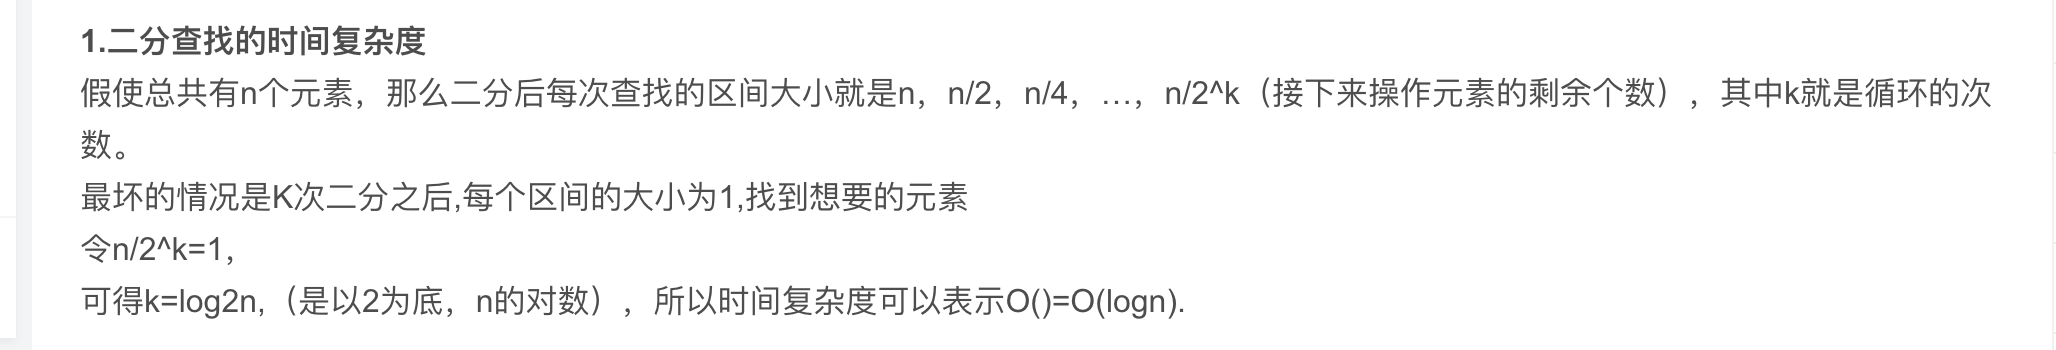 1.二分查找的时间复杂度
假使总共有n个元素，那么二分后每次查找的区间大小就是n，n/2，n/4，…，n/2^k（接下来操作元素的剩余个数），其中k就是循环的次
数。
最坏的情况是K次二分之后,每个区间的大小为1,找到想要的元素
令n/2^k=1,
可得k=log2n,（是以2为底，n的对数），所以时间复杂度可以表示O()=O(logn).